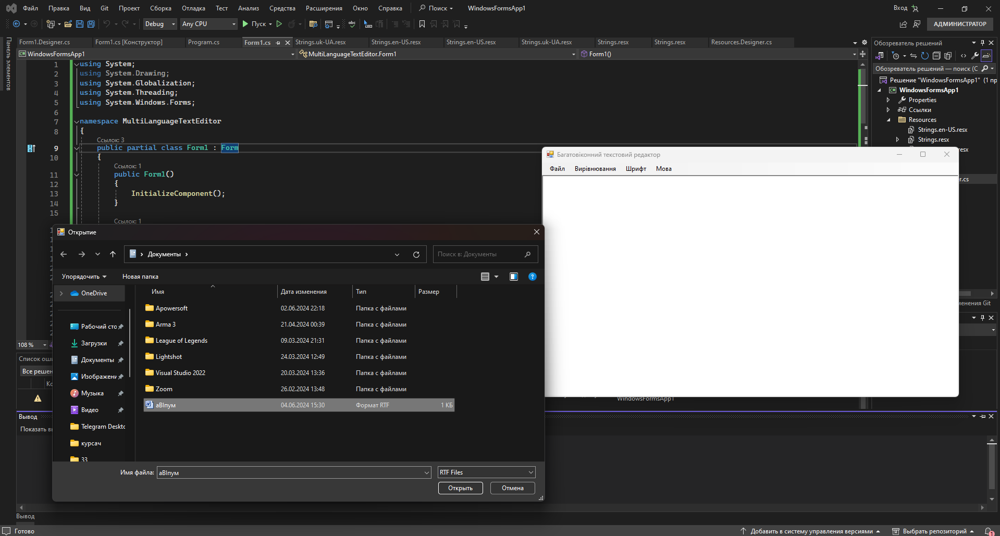 Файл Правка Вид Git Проект Сборка Отладка Тест Анализ Средства Расширения Окно Справка Поиск WindowsFormsApp1 Вход
Debug Any CPU Пуск АДМИНИСТРАТОР
Панель элементов
Form1.Designer.cs Form1.cs [Конструктор] Program.cs Form1.cs Strings.uk-UA.resx Strings.en-US.resx Strings.en-US.resx Strings.uk-UA.resx Strings.resx Strings.resx Resources.Designer.cs
WindowsFormsApp1 MultiLanguageTextEditor.Form1 Form1()
1 using System;
2 using System.Drawing;
3 using System.Globalization;
4 using System.Threading;
5 using System.Windows.Forms;
6
7 namespace MultiLanguageTextEditor
8 {
Ссылок: 3
9 public partial class Form1 : Form
10 {
Ссылок: 1
11 public Form1()
12 {
13 InitializeComponent();
14 }
15
Ссылок: 1
108 %
Обозреватель решений
Обозреватель решений — поиск (C
Решение "WindowsFormsApp1" (1 пр
WindowsFormsApp1
Properties
Ссылки
Resources
Strings.en-US.resx
Strings.resx
esx
r.cs
менения Git
Багатовіконний текстовий редактор
Файл Вирівнювання Шрифт Мова
WindowsFormsApp1
Открытие
Документы
Поиск в: Документы
Упорядочить Новая папка
OneDrive
Рабочий сто
Загрузки
Документы
Изображени
Музыка
Видео
Telegram Deskto
курсач
33
Имя Дата изменения Тип Размер
Apowersoft 02.06.2024 22:18 Папка с файлами
Arma 3 21.04.2024 00:39 Папка с файлами
League of Legends 09.03.2024 21:31 Папка с файлами
Lightshot 24.03.2024 12:49 Папка с файлами
Visual Studio 2022 20.03.2024 13:36 Папка с файлами
Zoom 26.02.2024 13:48 Папка с файлами
аВІпум 04.06.2024 15:30 Формат RTF 1 КБ
Имя файла: аВІпум RTF Files
Открыть Отмена
Список оши
Все решен
Ко
Вывод
Показать вы
Вывод
Готово Добавить в систему управления версиями Выбрать репозиторий 1